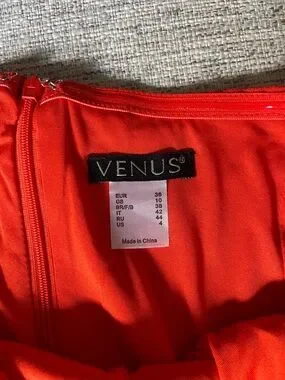 VENUS®
EUR 36
GB 10
BR/F/B 38
IT 42
RU 44
US 4
Made in China